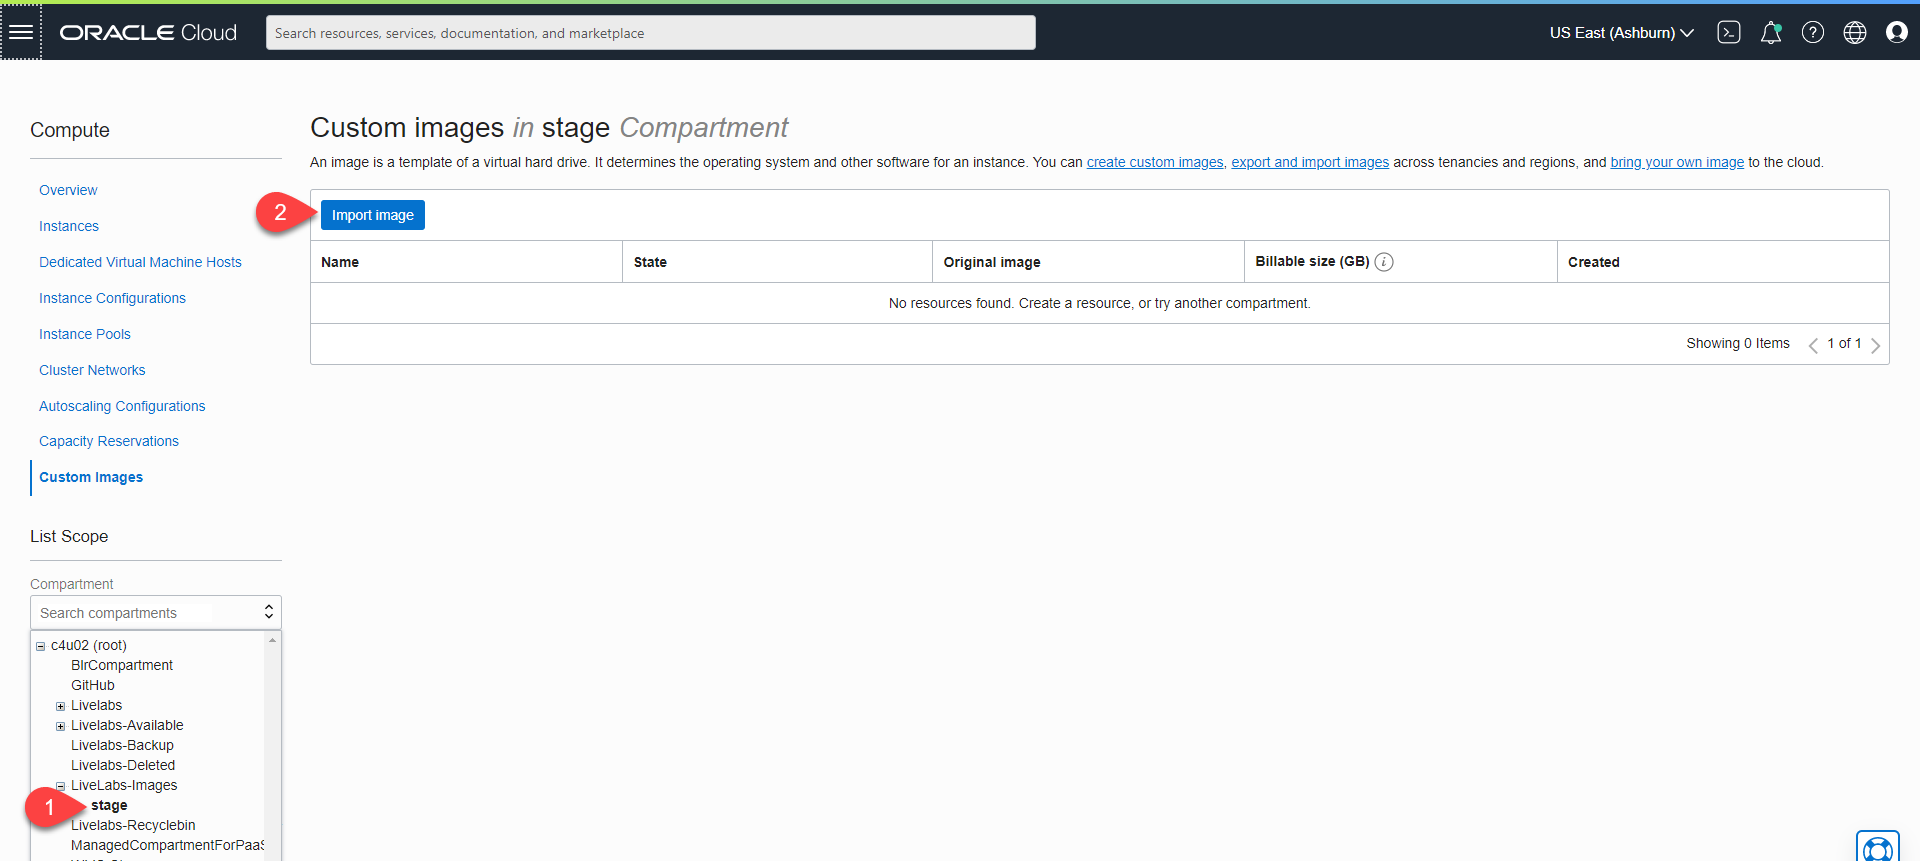 ORACLE Cloud
Search resources, services, documentation, and marketplace
US East (Ashburn)
Compute
Overview
Instances
Dedicated Virtual Machine Hosts
Instance Configurations
Instance Pools
Cluster Networks
Autoscaling Configurations
Capacity Reservations
Custom Images
List Scope
Compartment
Search compartments
c4u02 (root)
BlrCompartment
GitHub
Livelabs
Livelabs-Available
Livelabs-Backup
Livelabs-Deleted
LiveLabs-Images
1
stage
Livelabs-Recyclebin
ManagedCompartmentForPaaS
Custom images in stage Compartment
An image is a template of a virtual hard drive. It determines the operating system and other software for an instance. You can create custom images, export and import images across tenancies and regions, and bring your own image to the cloud.
2
Import image
Name State Original image Billable size (GB) i Created
No resources found. Create a resource, or try another compartment.
Showing 0 Items 1 of 1